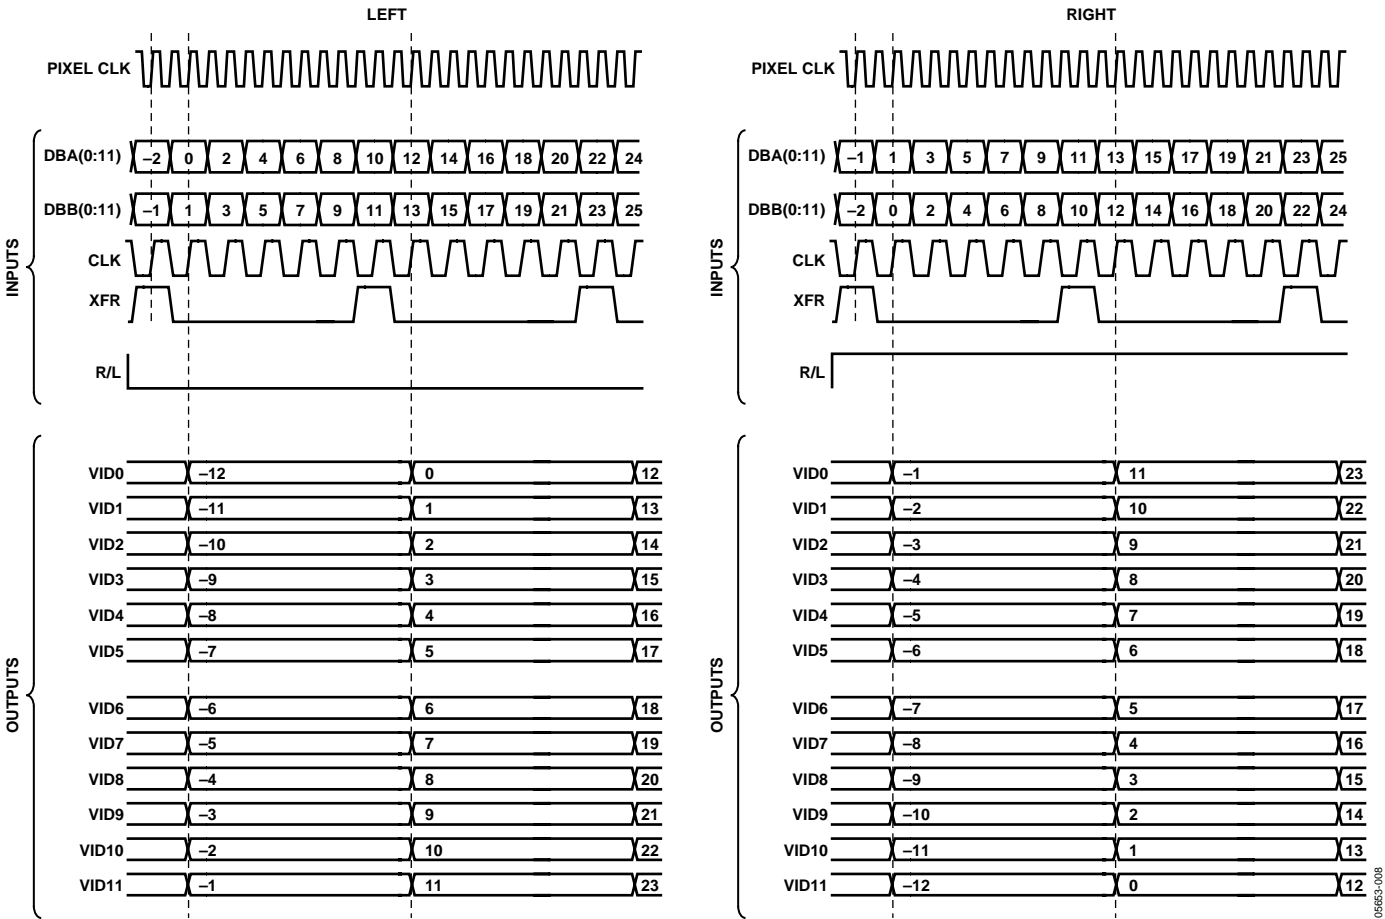 LEFT
PIXEL CLK
INPUTS
DBA(0:11) –2 0 2 4 6 8 10 12 14 16 18 20 22 24
DBB(0:11) –1 1 3 5 7 9 11 13 15 17 19 21 23 25
CLK
XFR
R/L
OUTPUTS
VID0 –12 0 12
VID1 –11 1 13
VID2 –10 2 14
VID3 –9 3 15
VID4 –8 4 16
VID5 –7 5 17
VID6 –6 6 18
VID7 –5 7 19
VID8 –4 8 20
VID9 –3 9 21
VID10 –2 10 22
VID11 –1 11 23
RIGHT
PIXEL CLK
INPUTS
DBA(0:11) –1 1 3 5 7 9 11 13 15 17 19 21 23 25
DBB(0:11) –2 0 2 4 6 8 10 12 14 16 18 20 22 24
CLK
XFR
R/L
OUTPUTS
VID0 –1 11 23
VID1 –2 10 22
VID2 –3 9 21
VID3 –4 8 20
VID4 –5 7 19
VID5 –6 6 18
VID6 –7 5 17
VID7 –8 4 16
VID8 –9 3 15
VID9 –10 2 14
VID10 –11 1 13
VID11 –12 0 12
05653-008